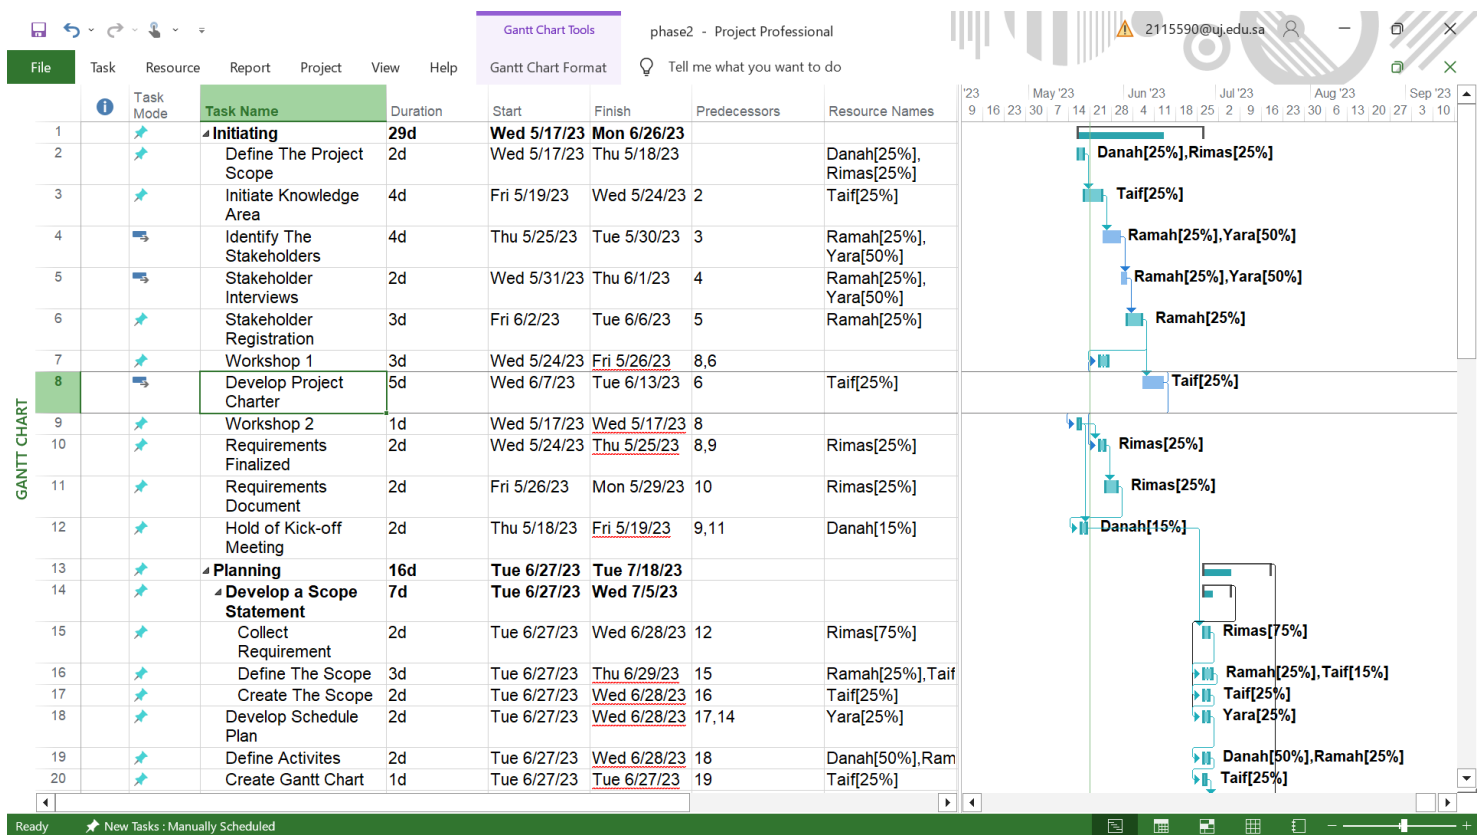 Gantt Chart Tools
phase2 - Project Professional
2115590@uj.edu.sa
File Task Resource Report Project View Help Gantt Chart Format Tell me what you want to do
Task Mode Task Name Duration Start Finish Predecessors Resource Names
'23 May '23 Jun '23 Jul '23 Aug '23 Sep '23
9 16 23 30 7 14 21 28 4 11 18 25 2 9 16 23 30 6 13 20 27 3 10
1 Initiating 29d Wed 5/17/23 Mon 6/26/23
2 Define The Project Scope 2d Wed 5/17/23 Thu 5/18/23 Danah[25%], Rimas[25%] Danah[25%],Rimas[25%]
3 Initiate Knowledge Area 4d Fri 5/19/23 Wed 5/24/23 2 Taif[25%] Taif[25%]
4 Identify The Stakeholders 4d Thu 5/25/23 Tue 5/30/23 3 Ramah[25%], Yara[50%] Ramah[25%],Yara[50%]
5 Stakeholder Interviews 2d Wed 5/31/23 Thu 6/1/23 4 Ramah[25%], Yara[50%] Ramah[25%],Yara[50%]
6 Stakeholder Registration 3d Fri 6/2/23 Tue 6/6/23 5 Ramah[25%] Ramah[25%]
7 Workshop 1 3d Wed 5/24/23 Fri 5/26/23 8,6
8 Develop Project Charter 5d Wed 6/7/23 Tue 6/13/23 6 Taif[25%] Taif[25%]
9 Workshop 2 1d Wed 5/17/23 Wed 5/17/23 8
10 Requirements Finalized 2d Wed 5/24/23 Thu 5/25/23 8,9 Rimas[25%] Rimas[25%]
11 Requirements Document 2d Fri 5/26/23 Mon 5/29/23 10 Rimas[25%] Rimas[25%]
12 Hold of Kick-off Meeting 2d Thu 5/18/23 Fri 5/19/23 9,11 Danah[15%] Danah[15%]
13 Planning 16d Tue 6/27/23 Tue 7/18/23
14 Develop a Scope Statement 7d Tue 6/27/23 Wed 7/5/23
15 Collect Requirement 2d Tue 6/27/23 Wed 6/28/23 12 Rimas[75%] Rimas[75%]
16 Define The Scope 3d Tue 6/27/23 Thu 6/29/23 15 Ramah[25%],Taif Ramah[25%],Taif[15%]
17 Create The Scope 2d Tue 6/27/23 Wed 6/28/23 16 Taif[25%] Taif[25%]
18 Develop Schedule Plan 2d Tue 6/27/23 Wed 6/28/23 17,14 Yara[25%] Yara[25%]
19 Define Activites 2d Tue 6/27/23 Wed 6/28/23 18 Danah[50%],Ram Danah[50%],Ramah[25%]
20 Create Gantt Chart 1d Tue 6/27/23 Tue 6/27/23 19 Taif[25%] Taif[25%]
GANTT CHART
Ready New Tasks : Manually Scheduled